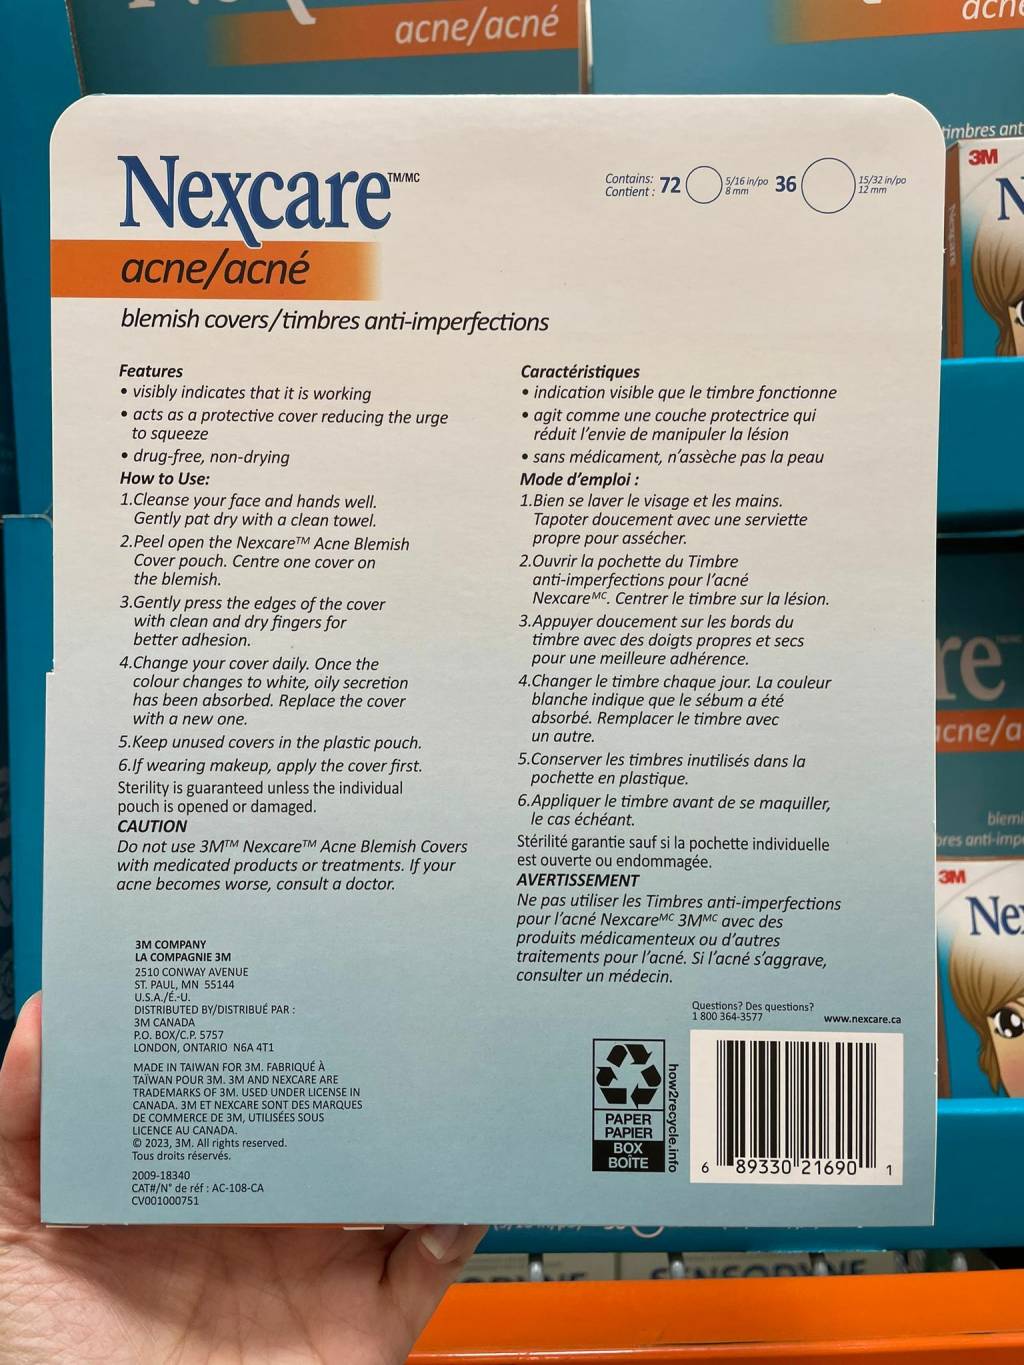 acne/acné
acne
timbres ant
3M
N
Nexcare
Nexcare™/MC
Contains: 72 5/16 in/po 36 15/32 in/po
Contient : 8 mm 12 mm
acne/acné
blemish covers/timbres anti-imperfections
Features
• visibly indicates that it is working
• acts as a protective cover reducing the urge
to squeeze
• drug-free, non-drying
How to Use:
1.Cleanse your face and hands well.
Gently pat dry with a clean towel.
2.Peel open the Nexcare™ Acne Blemish
Cover pouch. Centre one cover on
the blemish.
3.Gently press the edges of the cover
with clean and dry fingers for
better adhesion.
4.Change your cover daily. Once the
colour changes to white, oily secretion
has been absorbed. Replace the cover
with a new one.
5.Keep unused covers in the plastic pouch.
6.If wearing makeup, apply the cover first.
Sterility is guaranteed unless the individual
pouch is opened or damaged.
CAUTION
Do not use 3M™ Nexcare™ Acne Blemish Covers
with medicated products or treatments. If your
acne becomes worse, consult a doctor.
Caractéristiques
• indication visible que le timbre fonctionne
• agit comme une couche protectrice qui
réduit l'envie de manipuler la lésion
• sans médicament, n'assèche pas la peau
Mode d'emploi :
1.Bien se laver le visage et les mains.
Tapoter doucement avec une serviette
propre pour assécher.
2.Ouvrir la pochette du Timbre
anti-imperfections pour l'acné
Nexcare MC. Centrer le timbre sur la lésion.
3.Appuyer doucement sur les bords du
timbre avec des doigts propres et secs
pour une meilleure adhérence.
4.Changer le timbre chaque jour. La couleur
blanche indique que le sébum a été
absorbé. Remplacer le timbre avec
un autre.
5.Conserver les timbres inutilisés dans la
pochette en plastique.
6.Appliquer le timbre avant de se maquiller,
le cas échéant.
Stérilité garantie sauf si la pochette individuelle
est ouverte ou endommagée.
AVERTISSEMENT
Ne pas utiliser les Timbres anti-imperfections
pour l'acné Nexcare MC 3M MC avec des
produits médicamenteux ou d'autres
traitements pour l'acné. Si l'acné s'aggrave,
consulter un médecin.
3M COMPANY
LA COMPAGNIE 3M
2510 CONWAY AVENUE
ST. PAUL, MN 55144
U.S.A./É.-U.
DISTRIBUTED BY/DISTRIBUÉ PAR :
3M CANADA
P.O. BOX/C.P. 5757
LONDON, ONTARIO N6A 4T1
MADE IN TAIWAN FOR 3M. FABRIQUÉ À
TAÏWAN POUR 3M. 3M AND NEXCARE ARE
TRADEMARKS OF 3M. USED UNDER LICENSE IN
CANADA. 3M ET NEXCARE SONT DES MARQUES
DE COMMERCE DE 3M, UTILISÉES SOUS
LICENCE AU CANADA.
© 2023, 3M. All rights reserved.
Tous droits réservés.
2009-18340
CAT#/N° de réf : AC-108-CA
CV001000751
Questions? Des questions?
1 800 364-3577
www.nexcare.ca
PAPER
PAPIER
BOX
BOÎTE
how2recycle.info
6 89330 21690 1
re
acne/a
blemi
bres anti-imp
3M
Ne
SENSODYNE